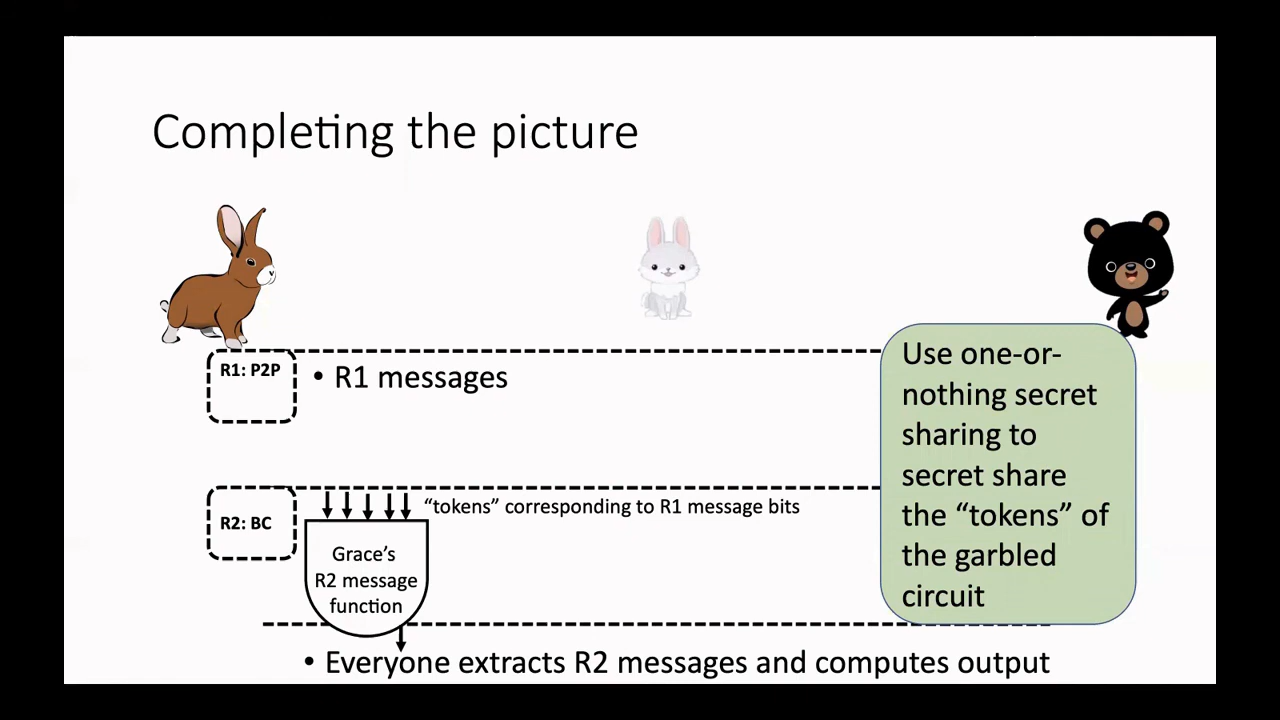 Completing the picture
R1: P2P
• R1 messages
Use one-or-
nothing secret
sharing to
secret share
the “tokens” of
the garbled
circuit
R2: BC
“tokens” corresponding to R1 message bits
Grace’s
R2 message
function
• Everyone extracts R2 messages and computes output